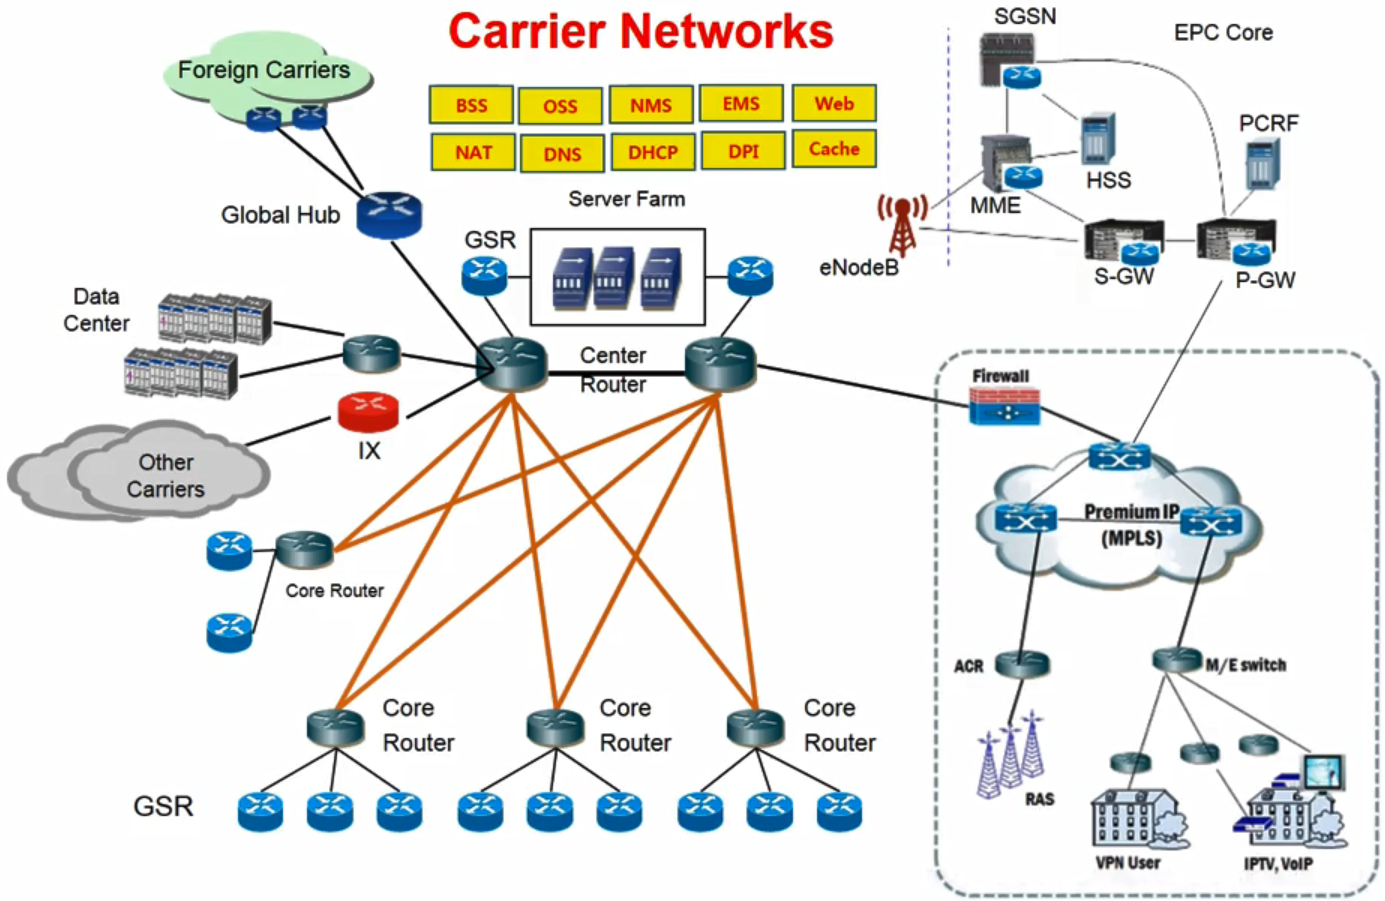 Carrier Networks
BSS
OSS
NMS
EMS
Web
NAT
DNS
DHCP
DPI
Cache
Server Farm
Foreign Carriers
Global Hub
GSR
Data
Center
Center
Router
IX
Other
Carriers
Core Router
Core
Router
Core
Router
Core
Router
GSR
SGSN
EPC Core
PCRF
HSS
MME
eNodeB
S-GW
P-GW
Firewall
Premium IP
(MPLS)
ACR
M/E switch
RAS
VPN User
IPTV, VoIP